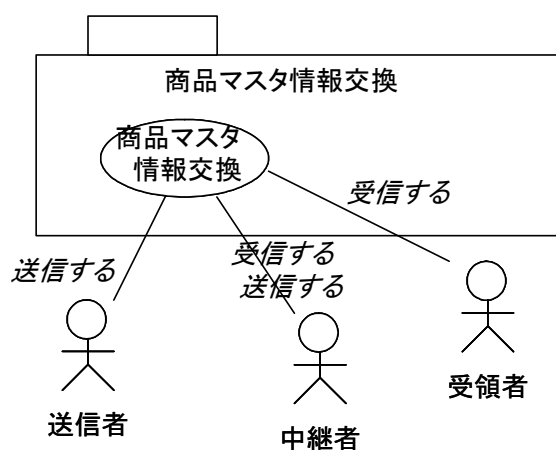 商品マスタ情報交換
商品マスタ
情報交換
受信する
受信する
送信する
送信する
受領者
送信者
中継者